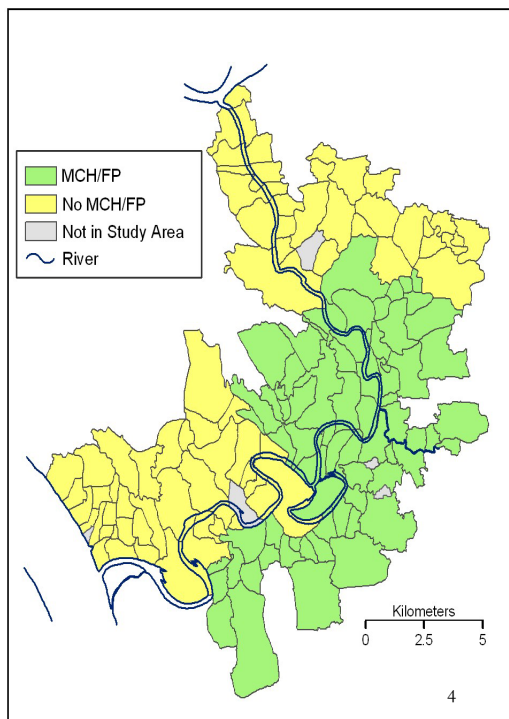 MCH/FP
No MCH/FP
Not in Study Area
River
Kilometers
0 2.5 5
4